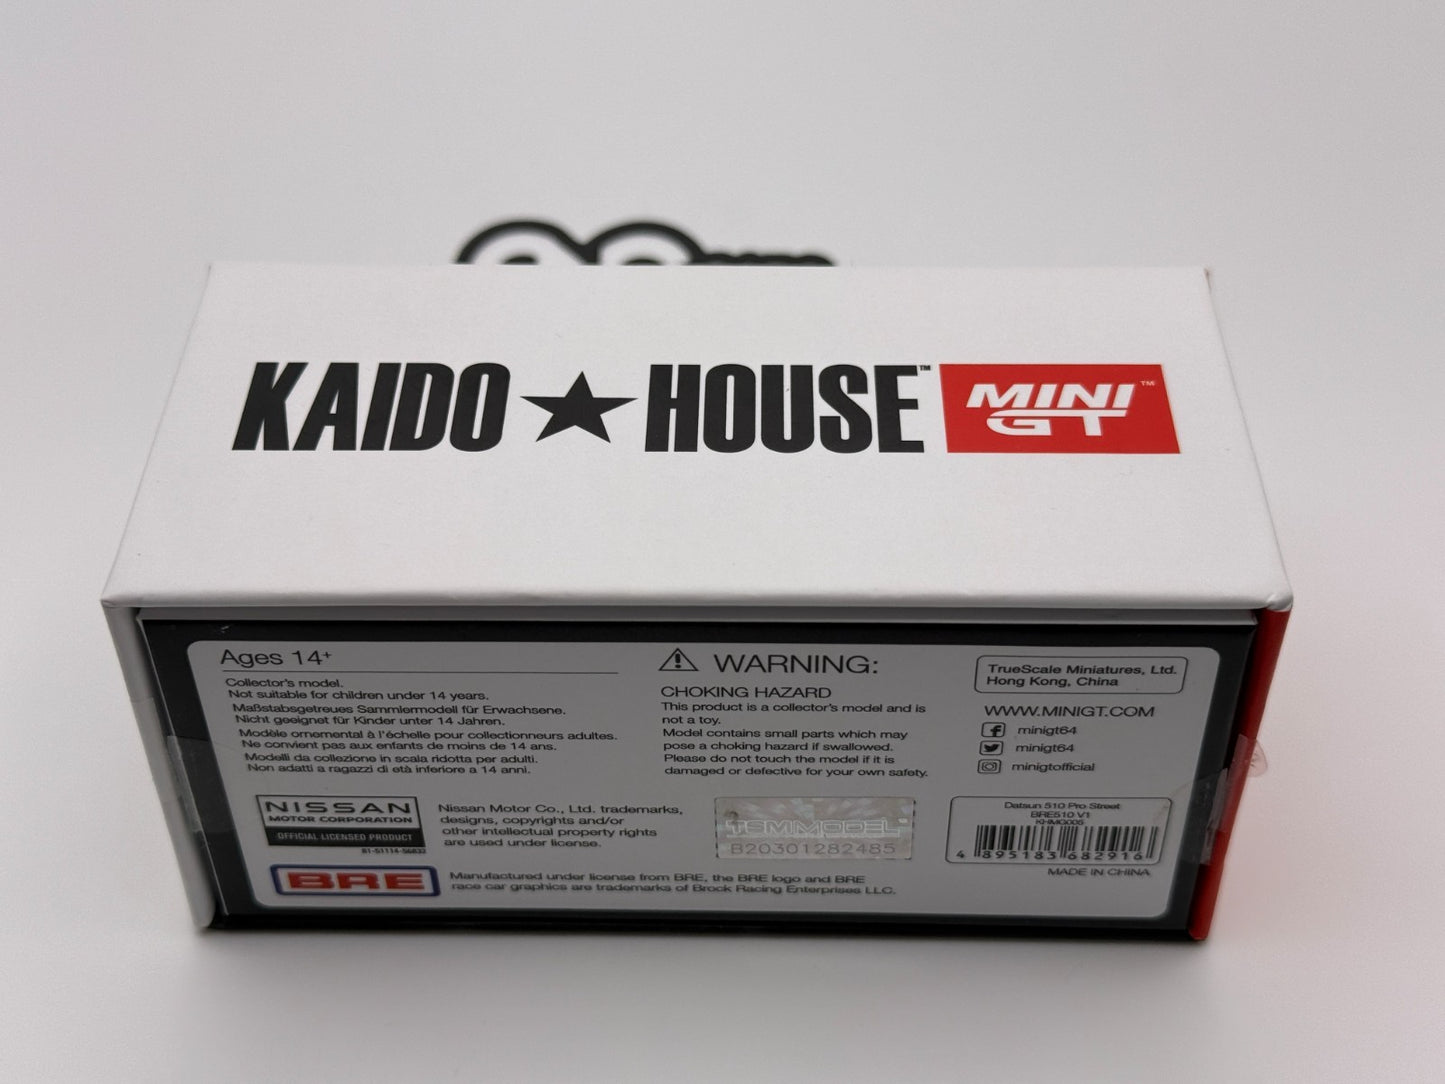 KAIDO★HOUSE™ MINI GT™
Ages 14+
Collector's model.
Not suitable for children under 14 years.
Maßstabsgetreues Sammlermodell für Erwachsene.
Nicht geeignet für Kinder unter 14 Jahren.
Modèle ornemental à l'échelle pour collectionneurs adultes.
Ne convient pas aux enfants de moins de 14 ans.
Modelli da collezione in scala ridotta per adulti.
Non adatti a ragazzi di età inferiore a 14 anni.
WARNING:
CHOKING HAZARD
This product is a collector's model and is
not a toy.
Model contains small parts which may
pose a choking hazard if swallowed.
Please do not touch the model if it is
damaged or defective for your own safety.
TrueScale Miniatures, Ltd.
Hong Kong, China
WWW.MINIGT.COM
minigt64
minigt64
minigtofficial
NISSAN
MOTOR CORPORATION
OFFICIAL LICENSED PRODUCT
Nissan Motor Co., Ltd. trademarks,
designs, copyrights and/or
other intellectual property rights
are used under license.
TSMMODEL
B20301282485
Datsun 510 Pro Street
BRE510 V1
KHMG005
4 895183 682916
MADE IN CHINA
BRE
Manufactured under license from BRE, the BRE logo and BRE
race car graphics are trademarks of Brock Racing Enterprises LLC.